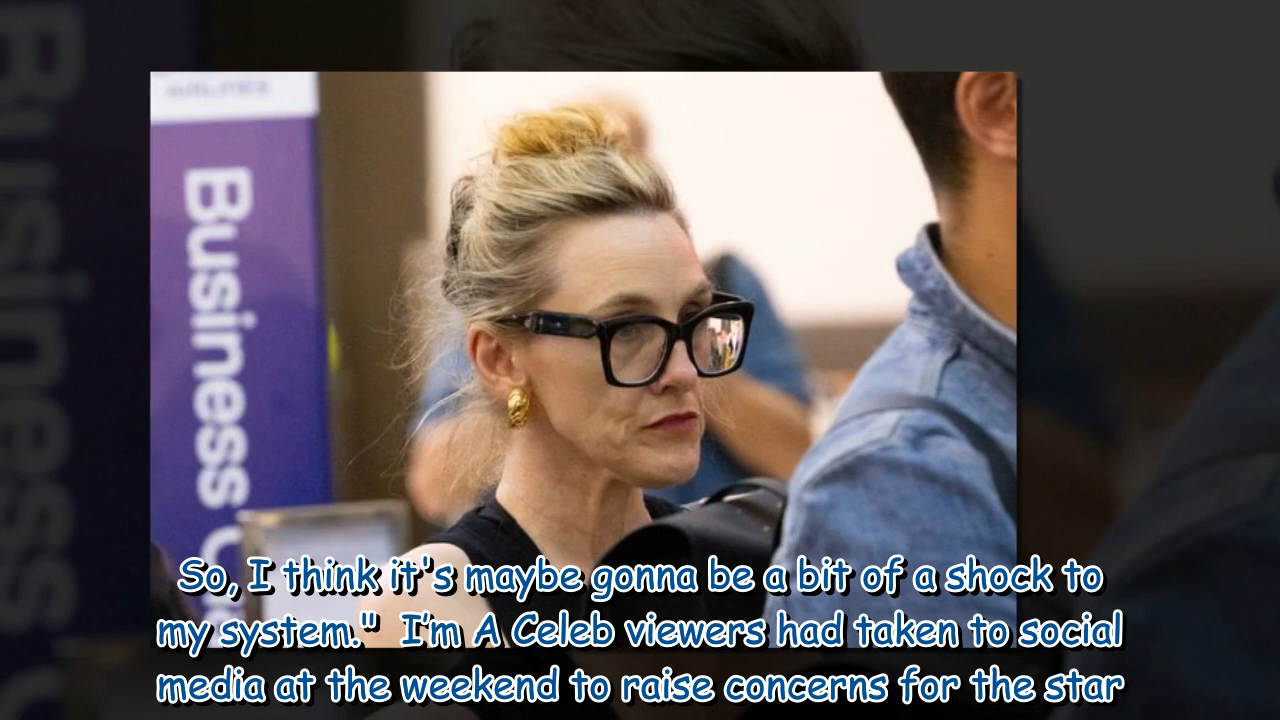 AIRLINES
Business
So, I think it's maybe gonna be a bit of a shock to
my system." I'm A Celeb viewers had taken to social
media at the weekend to raise concerns for the star